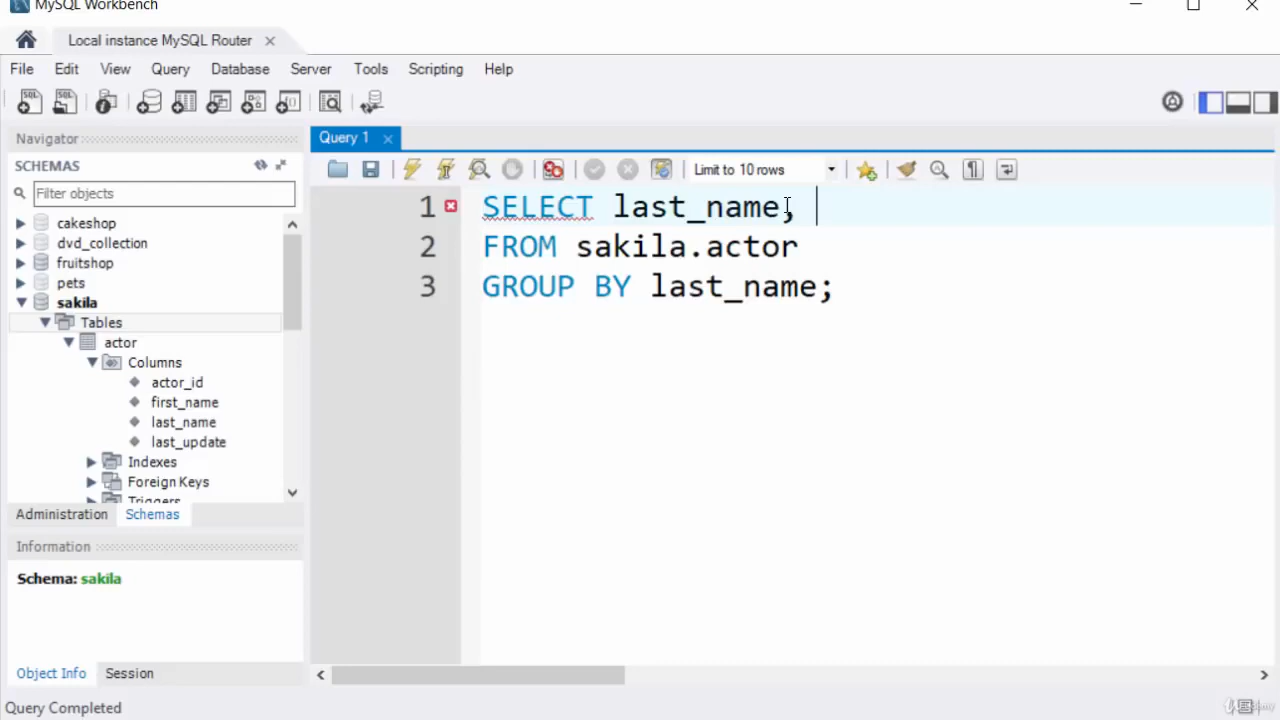 MySQL Workbench
Local instance MySQL Router
File Edit View Query Database Server Tools Scripting Help
Navigator
SCHEMAS
Filter objects
cakeshop
dvd_collection
fruitshop
pets
sakila
Tables
actor
Columns
actor_id
first_name
last_name
last_update
Indexes
Foreign Keys
Triggers
Administration Schemas
Information
Schema: sakila
Object Info Session
Query Completed
Query 1
Limit to 10 rows
1 SELECT last_name,
2 FROM sakila.actor
3 GROUP BY last_name;